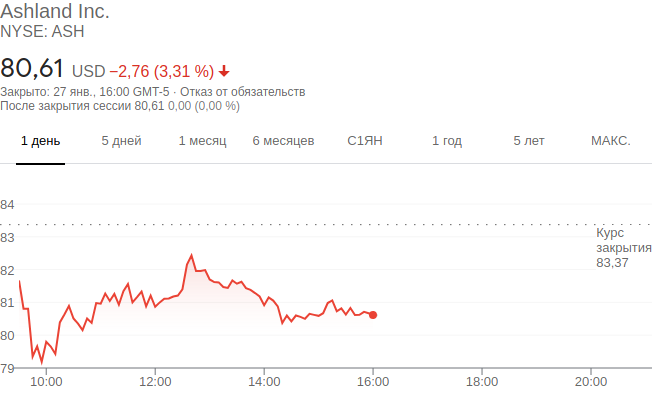 Ashland Inc.
NYSE: ASH
80,61 USD −2,76 (3,31 %)
Закрыто: 27 янв., 16:00 GMT-5 · Отказ от обязательств
После закрытия сессии 80,61 0,00 (0,00 %)
1 день 5 дней 1 месяц 6 месяцев С1ЯН 1 год 5 лет МАКС.
84
83
82
81
80
79
Курс
закрытия
83,37
10:00 12:00 14:00 16:00 18:00 20:00